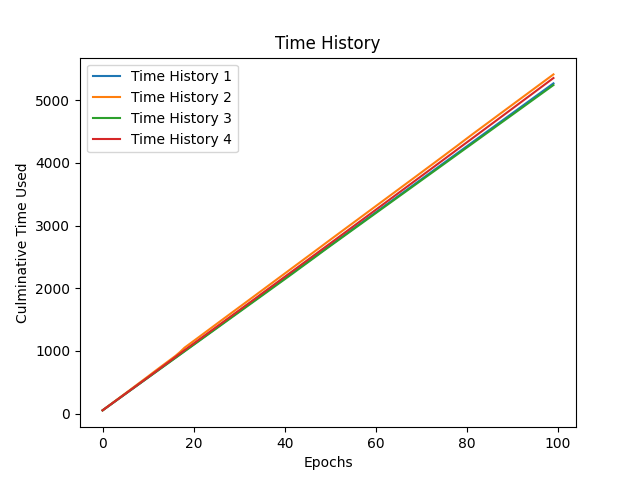 Time History
Time History 1
Time History 2
Time History 3
Time History 4
Culminative Time Used
5000
4000
3000
2000
1000
0
0 20 40 60 80 100
Epochs